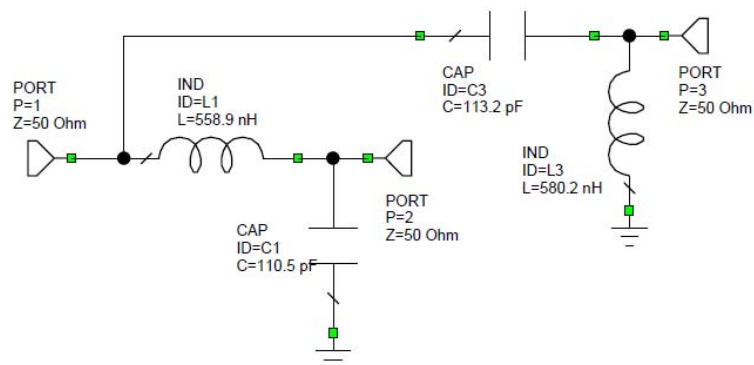 CAP
ID=C3
C=113.2 pF
PORT
P=3
Z=50 Ohm
PORT
P=1
Z=50 Ohm
IND
ID=L1
L=558.9 nH
IND
ID=L3
L=580.2 nH
PORT
P=2
Z=50 Ohm
CAP
ID=C1
C=110.5 pF